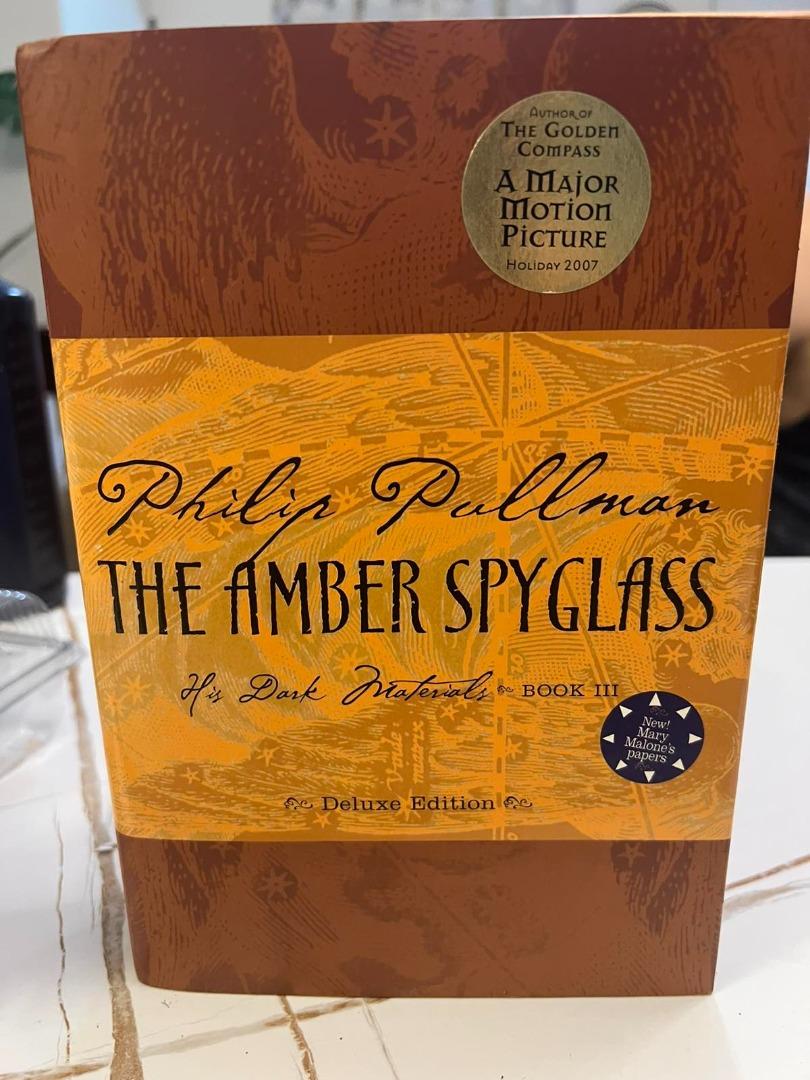 AUTHOR OF
THE GOLDEN
COMPASS
A MAJOR
MOTION
PICTURE
HOLIDAY 2007
Philip Pullman
THE AMBER SPYGLASS
His Dark Materials BOOK III
New!
Mary
Malone's
papers
Deluxe Edition